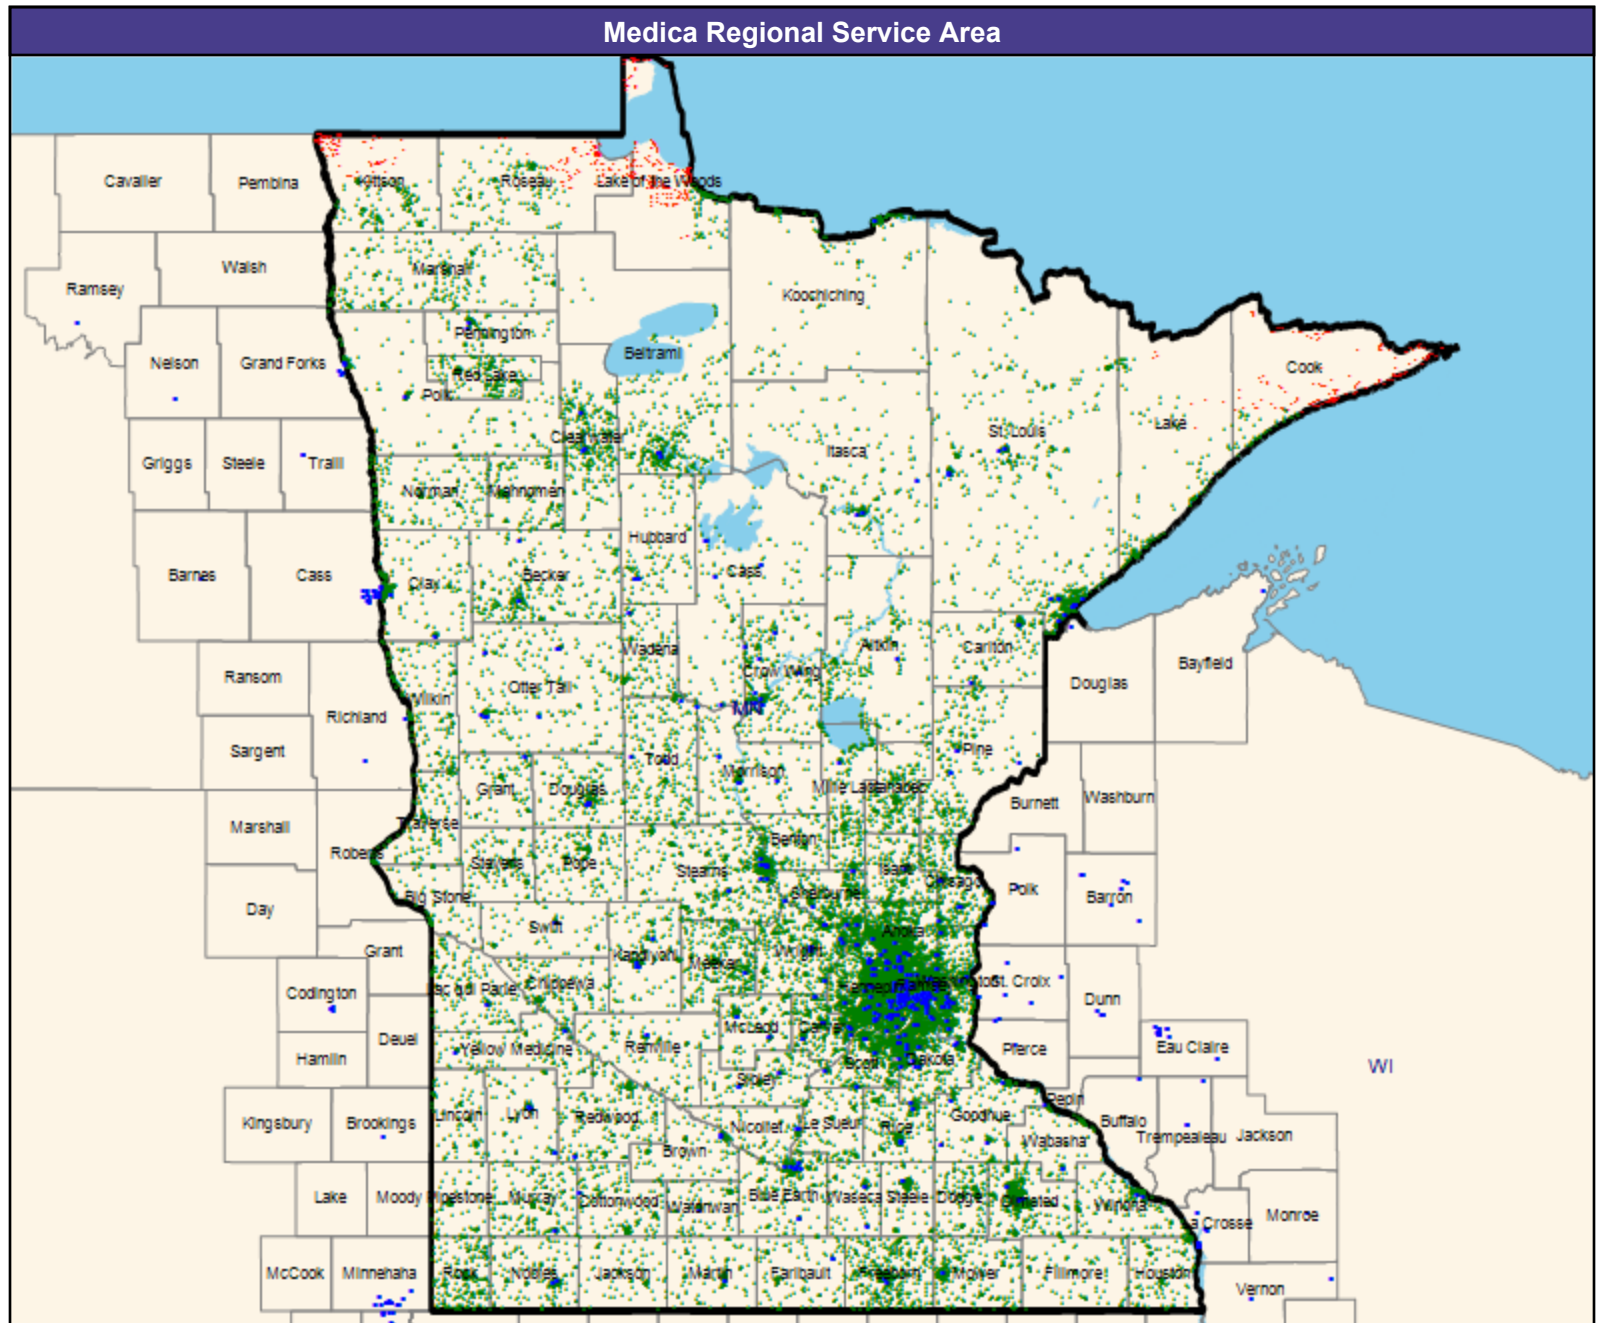 Medica Regional Service Area
Cavalier
Pembina
Kittson
Roseau
Lake of the Woods
Ramsey
Walsh
Marshall
Koochiching
Nelson
Grand Forks
Pennington
Red Lake
Polk
Beltrami
Cook
Griggs
Steele
Traill
Clearwater
Itasca
St. Louis
Lake
Norman
Mahnomen
Hubbard
Barnes
Cass
Clay
Becker
Cass
Ransom
Richland
Wilkin
Otter Tail
Wadena
Crow Wing
Aitkin
Carlton
Douglas
Bayfield
MN
Sargent
Grant
Douglas
Todd
Morrison
Mille Lacs
Kanabec
Pine
Burnett
Washburn
Marshall
Roberts
Traverse
Stevens
Pope
Stearns
Benton
Isanti
Chisago
Sherburne
Polk
Barron
Day
Big Stone
Grant
Swift
Kandiyohi
Meeker
Wright
Anoka
Codington
Lac qui Parle
Chippewa
Hennepin
Ramsey
Washington
St. Croix
Dunn
Deuel
Hamlin
Yellow Medicine
Renville
McLeod
Carver
Scott
Dakota
Pierce
Eau Claire
WI
Sibley
Kingsbury
Brookings
Lincoln
Lyon
Redwood
Nicollet
Le Sueur
Rice
Goodhue
Pepin
Buffalo
Trempealeau
Jackson
Brown
Wabasha
Lake
Moody
Pipestone
Murray
Cottonwood
Watonwan
Blue Earth
Waseca
Steele
Dodge
Olmsted
Winona
La Crosse
Monroe
McCook
Minnehaha
Rock
Nobles
Jackson
Martin
Faribault
Freeborn
Mower
Fillmore
Houston
Vernon